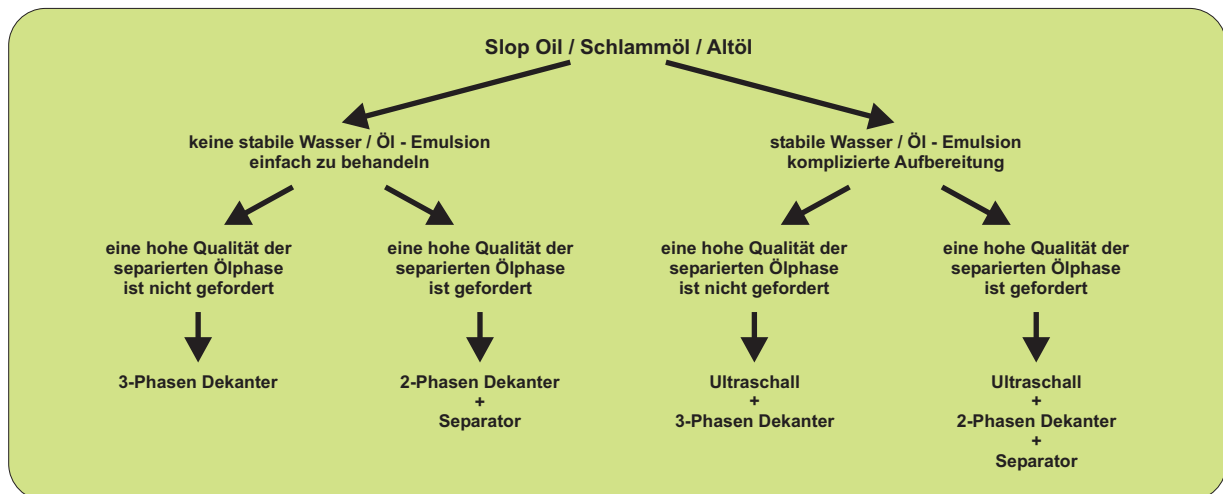 Slop Oil / Schlammöl / Altöl
keine stabile Wasser / Öl - Emulsion
einfach zu behandeln
stabile Wasser / Öl - Emulsion
komplizierte Aufbereitung
eine hohe Qualität der
separierten Ölphase
ist nicht gefordert
eine hohe Qualität der
separierten Ölphase
ist gefordert
eine hohe Qualität der
separierten Ölphase
ist nicht gefordert
eine hohe Qualität der
separierten Ölphase
ist gefordert
3-Phasen Dekanter
2-Phasen Dekanter
+
Separator
Ultraschall
+
3-Phasen Dekanter
Ultraschall
+
2-Phasen Dekanter
+
Separator